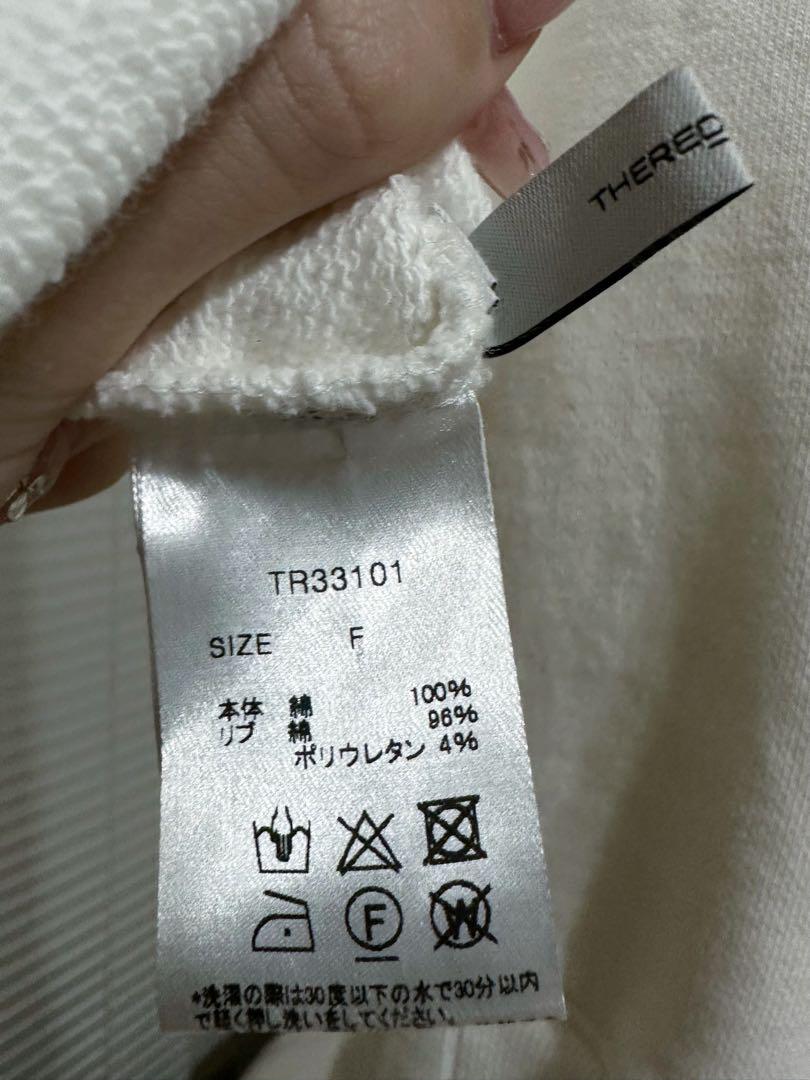 THEREC
TR33101
SIZE F
本体 綿 100%
リブ 綿 96%
ポリウレタン 4%
F
W
*洗濯の際は30度以下の水で30分以内
で軽く押し洗いをしてください。